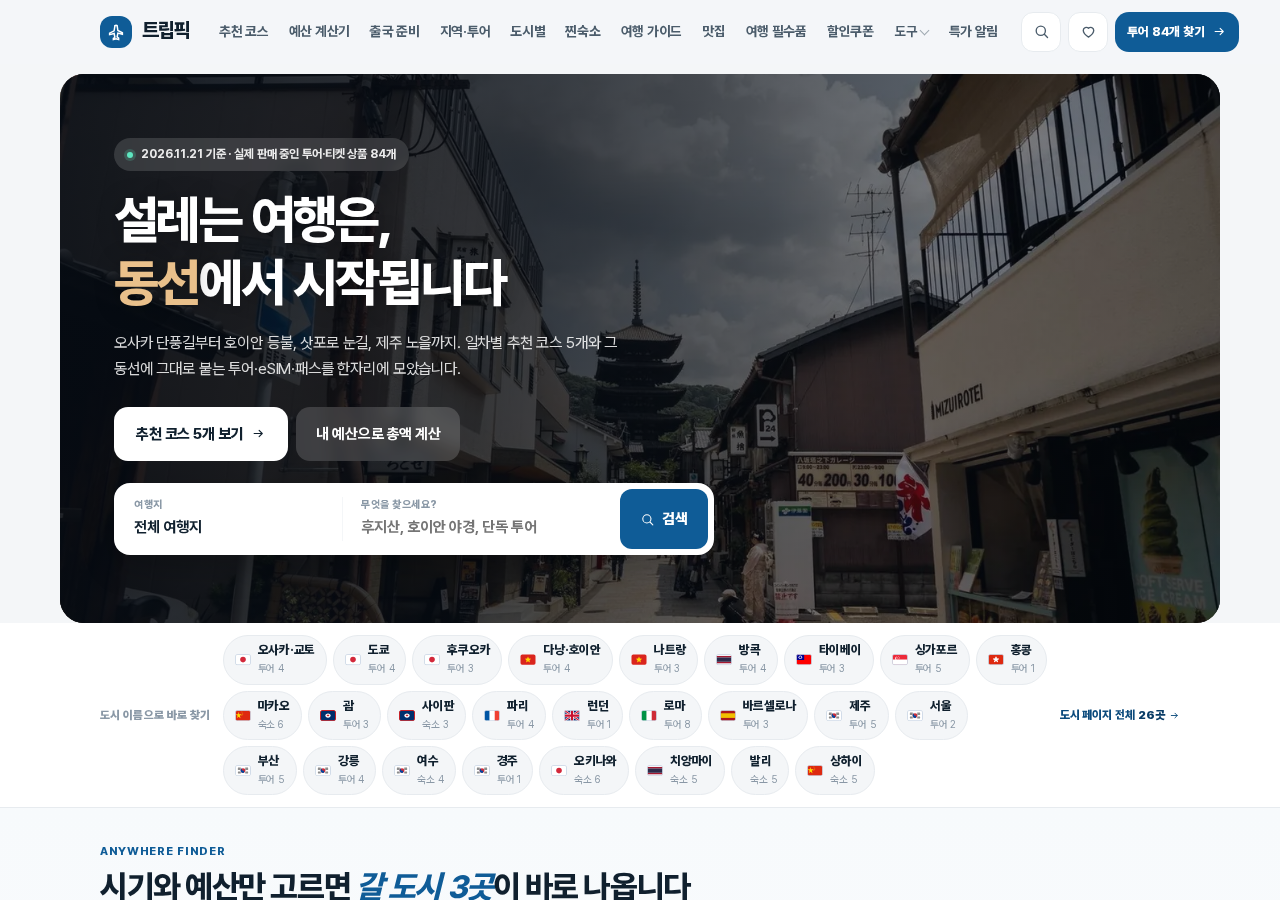 트립픽
추천 코스
예산 계산기
출국 준비
지역·투어
도시별
찐숙소
여행 가이드
맛집
여행 필수품
할인쿠폰
도구
특가 알림
투어 84개 찾기 →
2026.11.21 기준 · 실제 판매 중인 투어·티켓 상품 84개
설레는 여행은,
동선에서 시작됩니다
오사카 단풍길부터 호이안 등불, 삿포로 눈길, 제주 노을까지. 일차별 추천 코스 5개와 그
동선에 그대로 붙는 투어·eSIM·패스를 한자리에 모았습니다.
추천 코스 5개 보기 →
내 예산으로 총액 계산
여행지
전체 여행지
무엇을 찾으세요?
후지산, 호이안 야경, 단독 투어
검색
MIZUIROTEI
P
24
40分200円30分100円
SOFT SERVE
ICE CREAM
도시 이름으로 바로 찾기
오사카·교토
투어 4
도쿄
투어 4
후쿠오카
투어 3
다낭·호이안
투어 4
나트랑
투어 3
방콕
투어 4
타이베이
투어 3
싱가포르
투어 5
홍콩
투어 1
마카오
숙소 6
괌
투어 3
사이판
숙소 3
파리
투어 4
런던
투어 1
로마
투어 8
바르셀로나
투어 3
제주
투어 5
서울
투어 2
부산
투어 5
강릉
투어 4
여수
숙소 4
경주
투어 1
오키나와
숙소 6
치앙마이
숙소 5
발리
숙소 5
상하이
숙소 5
도시 페이지 전체 26곳 →
ANYWHERE FINDER
시기와 예산만 고르면 갈 도시 3곳이 바로 나옵니다